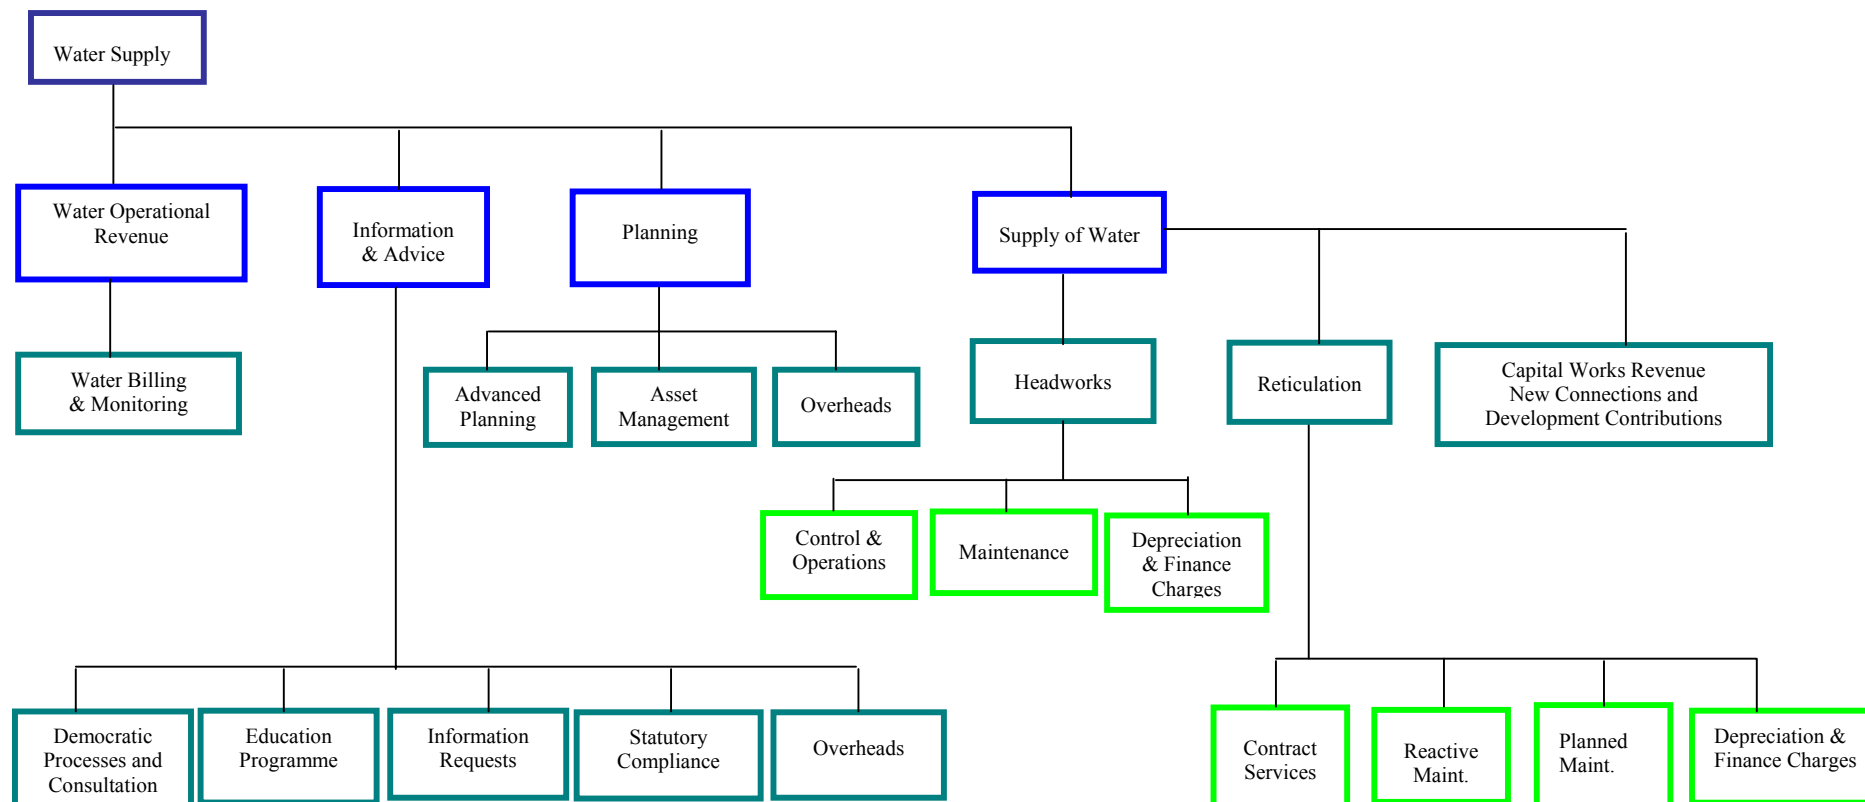 Water Supply
Water Operational
Revenue
Information
& Advice
Planning
Supply of Water
Water Billing
& Monitoring
Advanced
Planning
Asset
Management
Overheads
Headworks
Reticulation
Capital Works Revenue
New Connections and
Development Contributions
Control &
Operations
Maintenance
Depreciation
& Finance
Charges
Democratic
Processes and
Consultation
Education
Programme
Information
Requests
Statutory
Compliance
Overheads
Contract
Services
Reactive
Maint.
Planned
Maint.
Depreciation &
Finance Charges